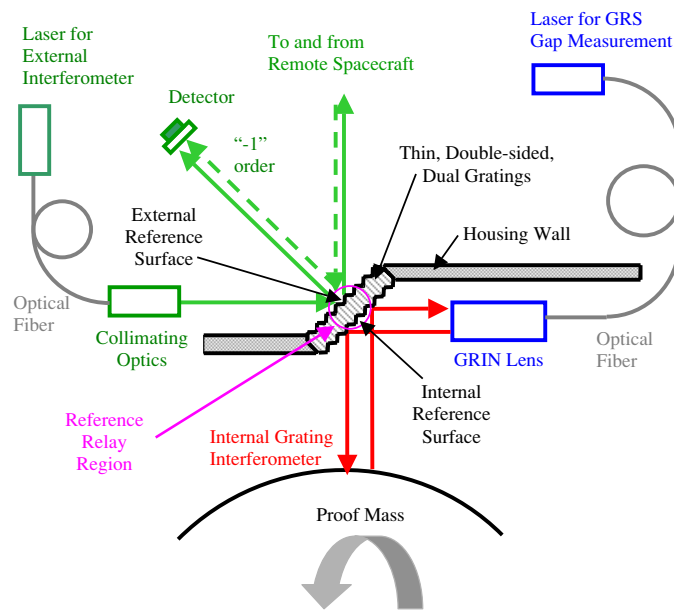 Laser for
External
Interferometer
To and from
Remote Spacecraft
Laser for GRS
Gap Measurement
Detector
“-1”
order
Thin, Double-sided,
Dual Gratings
External
Reference
Surface
Housing Wall
Optical
Fiber
Collimating
Optics
GRIN Lens
Optical
Fiber
Reference
Relay
Region
Internal Grating
Interferometer
Internal
Reference
Surface
Proof Mass